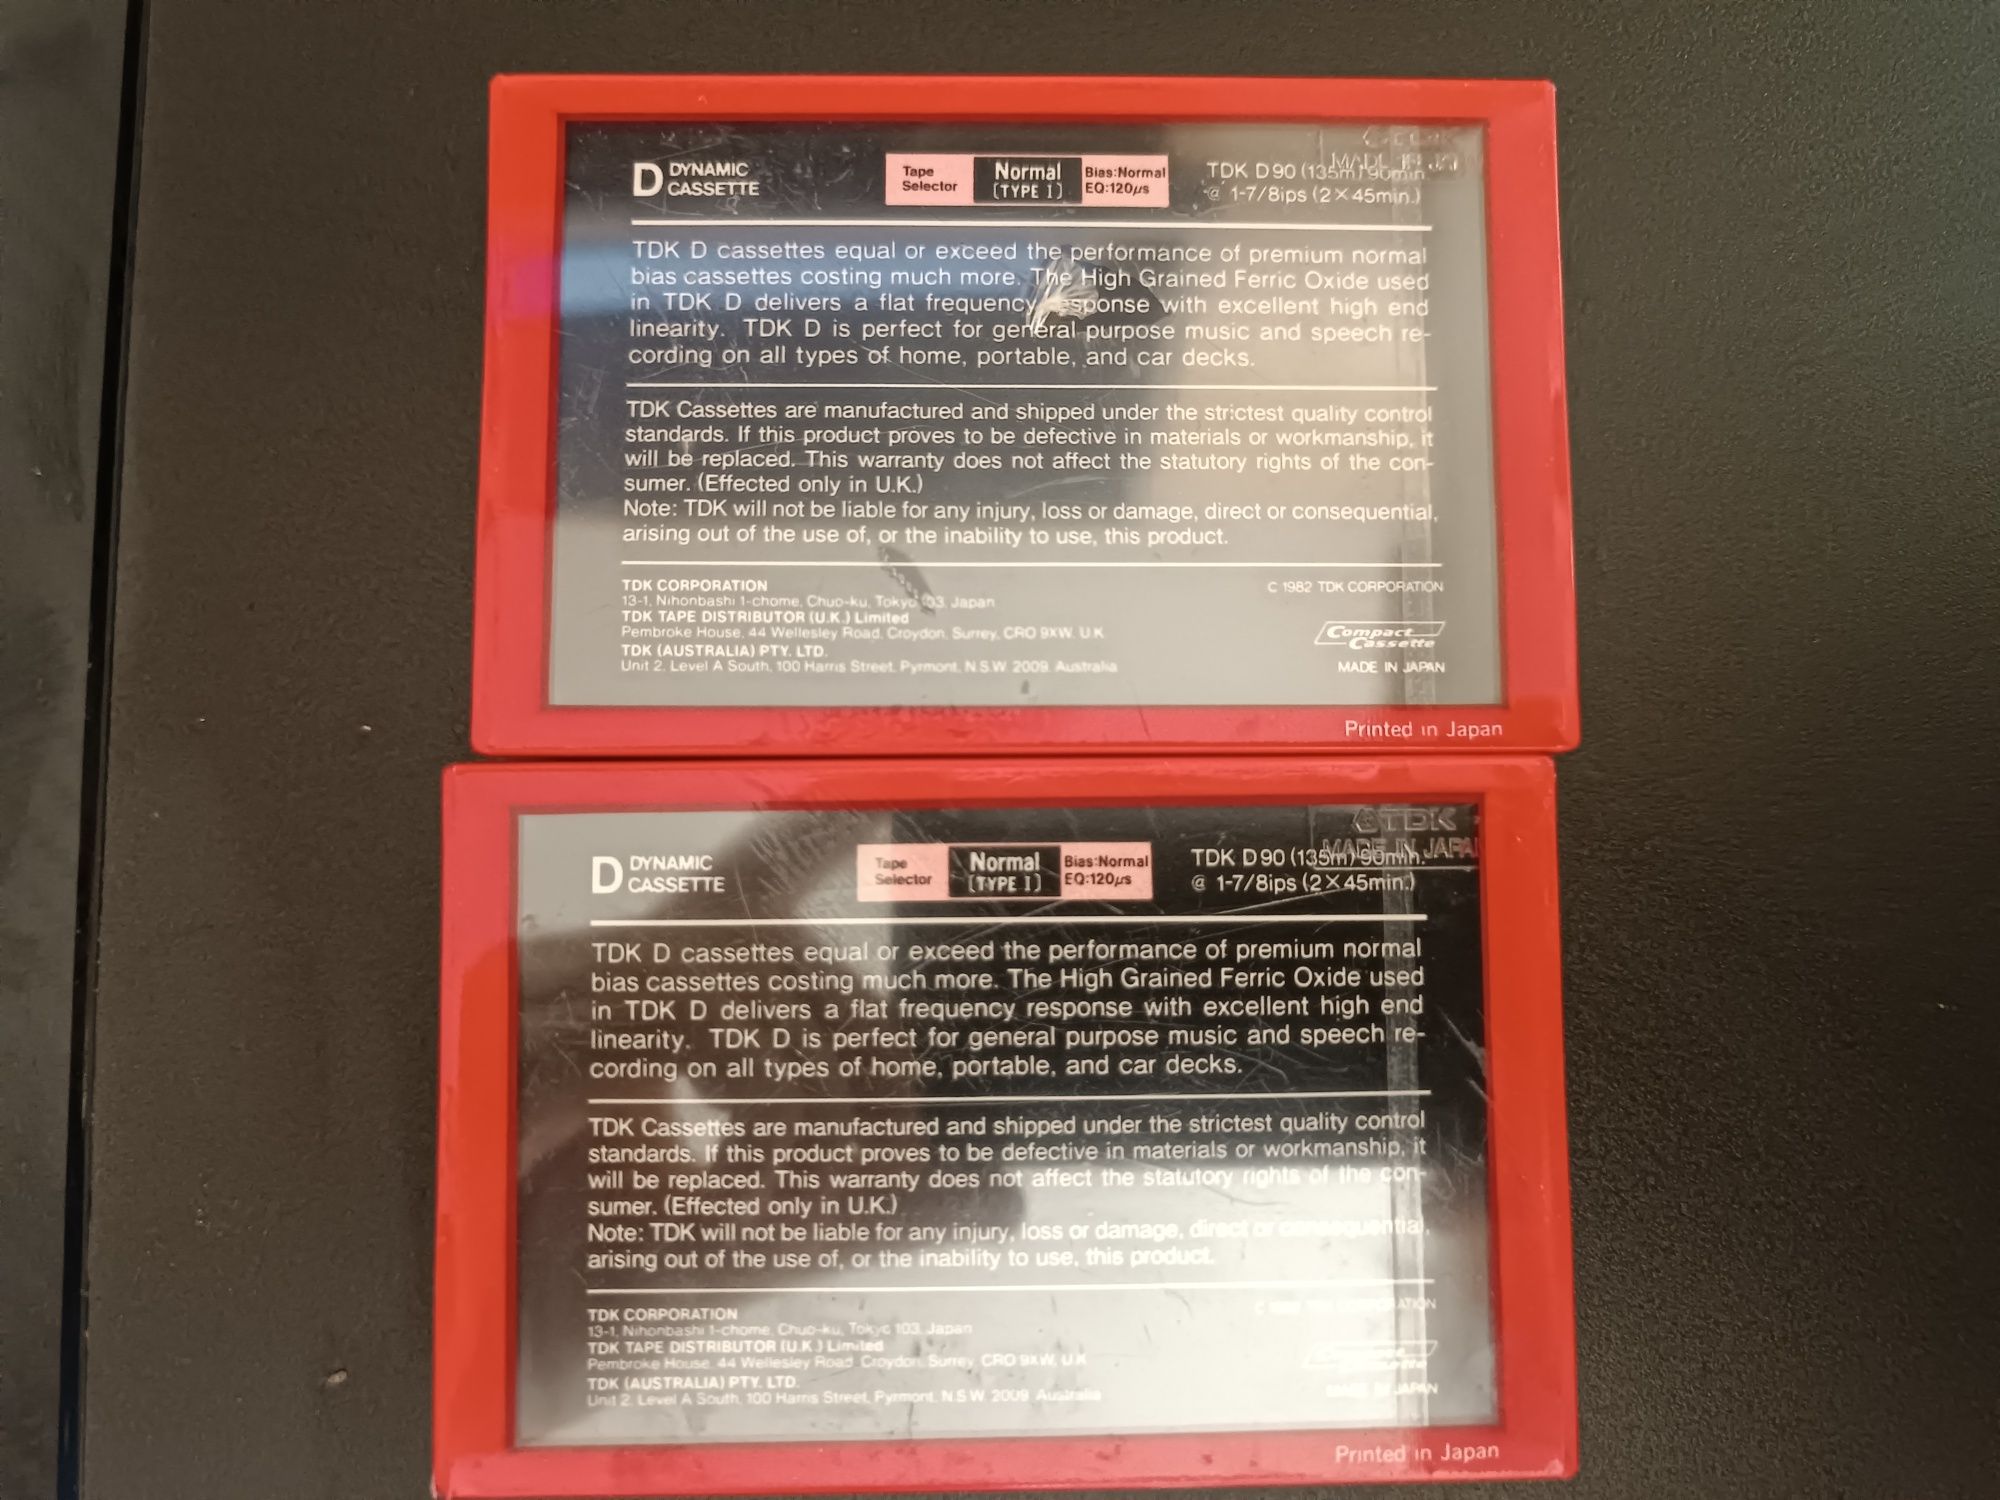 TDK
MADE IN JA
D DYNAMIC
CASSETTE
Tape
Selector
Normal
[TYPE I]
Bias:Normal
EQ:120μs
TDK D90 (135m) 90min.
@ 1-7/8ips (2×45min.)
TDK D cassettes equal or exceed the performance of premium normal
bias cassettes costing much more. The High Grained Ferric Oxide used
in TDK D delivers a flat frequency response with excellent high end
linearity. TDK D is perfect for general purpose music and speech re-
cording on all types of home, portable, and car decks.
TDK Cassettes are manufactured and shipped under the strictest quality control
standards. If this product proves to be defective in materials or workmanship, it
will be replaced. This warranty does not affect the statutory rights of the con-
sumer. (Effected only in U.K.)
Note: TDK will not be liable for any injury, loss or damage, direct or consequential,
arising out of the use of, or the inability to use, this product.
TDK CORPORATION
13-1, Nihonbashi 1-chome, Chuo-ku, Tokyo 103, Japan
TDK TAPE DISTRIBUTOR (U.K.) Limited
Pembroke House, 44 Wellesley Road, Croydon, Surrey, CRO 9XW, U.K.
TDK (AUSTRALIA) PTY. LTD.
Unit 2, Level A South, 100 Harris Street, Pyrmont, N.S.W. 2009, Australia
C 1982 TDK CORPORATION
Compact
Cassette
MADE IN JAPAN
Printed in Japan
TDK
MADE IN JAPAN
D DYNAMIC
CASSETTE
Tape
Selector
Normal
[TYPE I]
Bias:Normal
EQ:120μs
TDK D90 (135m) 90min.
@ 1-7/8ips (2×45min.)
TDK D cassettes equal or exceed the performance of premium normal
bias cassettes costing much more. The High Grained Ferric Oxide used
in TDK D delivers a flat frequency response with excellent high end
linearity. TDK D is perfect for general purpose music and speech re-
cording on all types of home, portable, and car decks.
TDK Cassettes are manufactured and shipped under the strictest quality control
standards. If this product proves to be defective in materials or workmanship, it
will be replaced. This warranty does not affect the statutory rights of the con-
sumer. (Effected only in U.K.)
Note: TDK will not be liable for any injury, loss or damage, direct or consequential,
arising out of the use of, or the inability to use, this product.
TDK CORPORATION
13-1, Nihonbashi 1-chome, Chuo-ku, Tokyo 103, Japan
TDK TAPE DISTRIBUTOR (U.K.) Limited
Pembroke House, 44 Wellesley Road, Croydon, Surrey, CRO 9XW, U.K.
TDK (AUSTRALIA) PTY. LTD.
Unit 2, Level A South, 100 Harris Street, Pyrmont, N.S.W. 2009, Australia
C TDK CORPORATION
MADE IN JAPAN
Printed in Japan